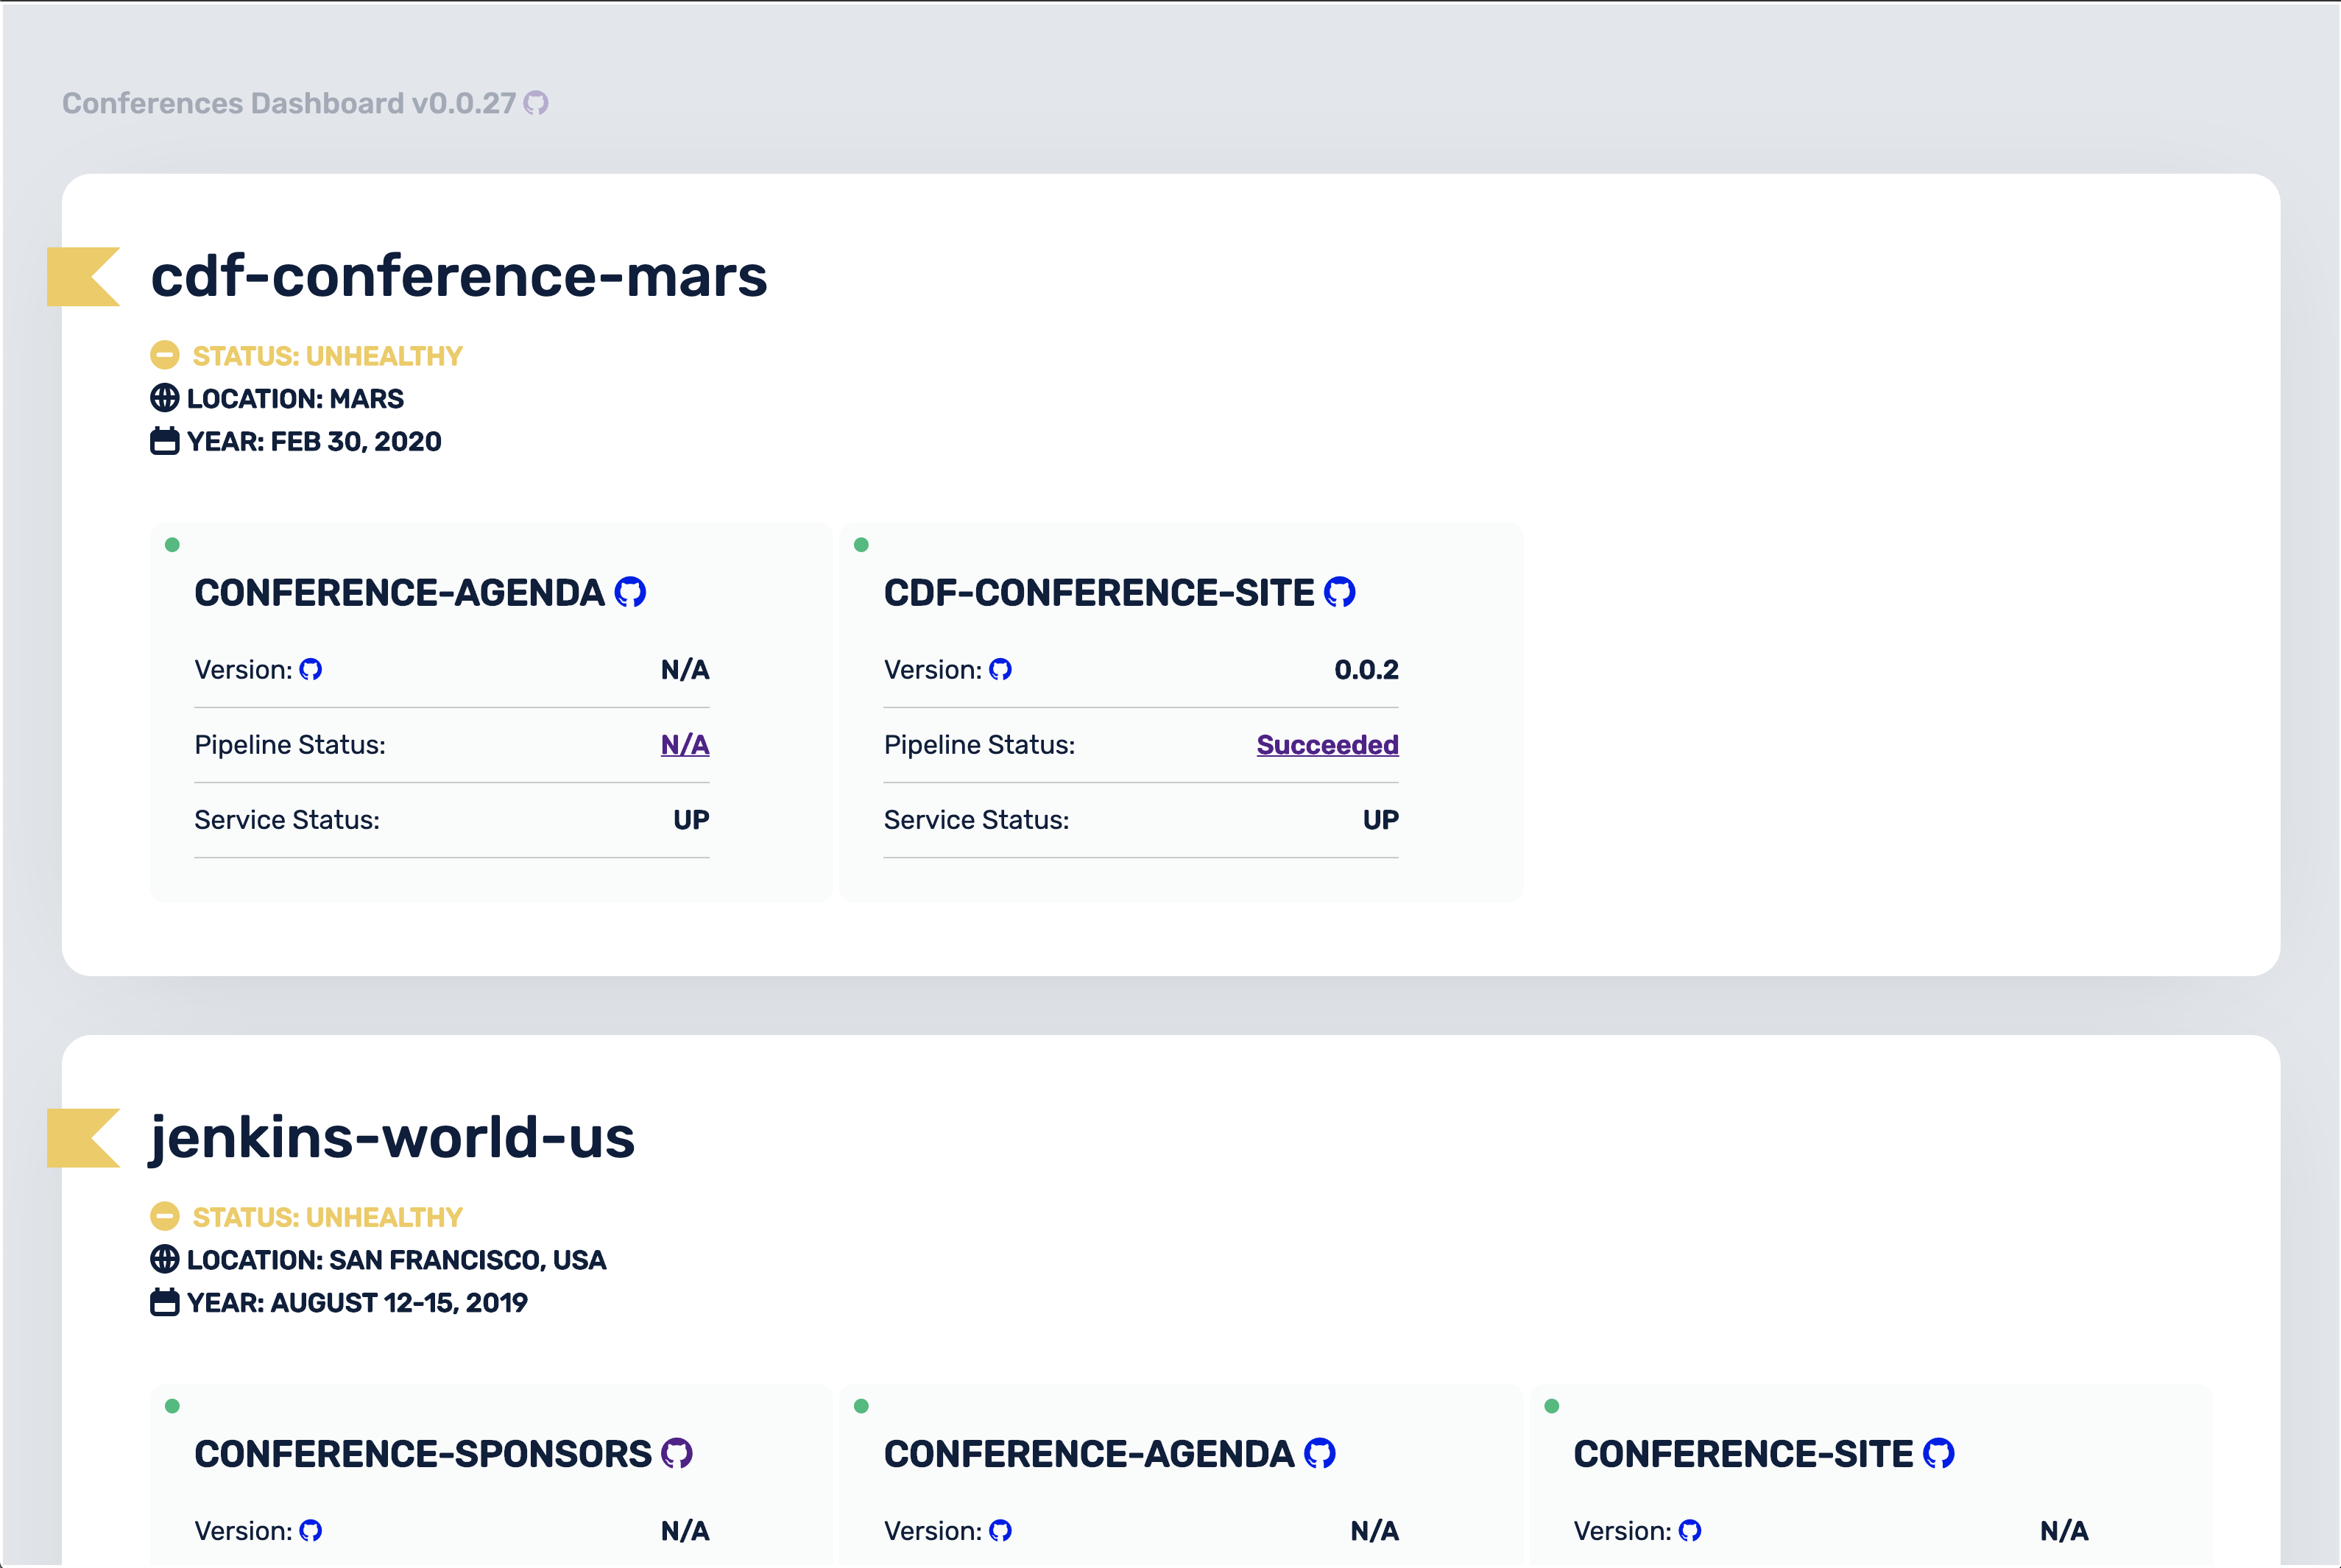 Conferences Dashboard v0.0.27
cdf-conference-mars
STATUS: UNHEALTHY
LOCATION: MARS
YEAR: FEB 30, 2020
CONFERENCE-AGENDA
Version: N/A
Pipeline Status: N/A
Service Status: UP
CDF-CONFERENCE-SITE
Version: 0.0.2
Pipeline Status: Succeeded
Service Status: UP
jenkins-world-us
STATUS: UNHEALTHY
LOCATION: SAN FRANCISCO, USA
YEAR: AUGUST 12-15, 2019
CONFERENCE-SPONSORS
Version: N/A
CONFERENCE-AGENDA
Version: N/A
CONFERENCE-SITE
Version: N/A